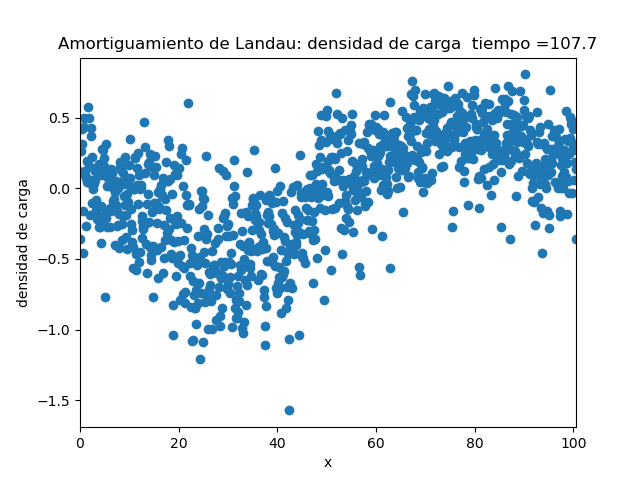 Amortiguamiento de Landau: densidad de carga  tiempo =107.7
densidad de carga
0.5
0.0
−0.5
−1.0
−1.5
0 20 40 60 80 100
x